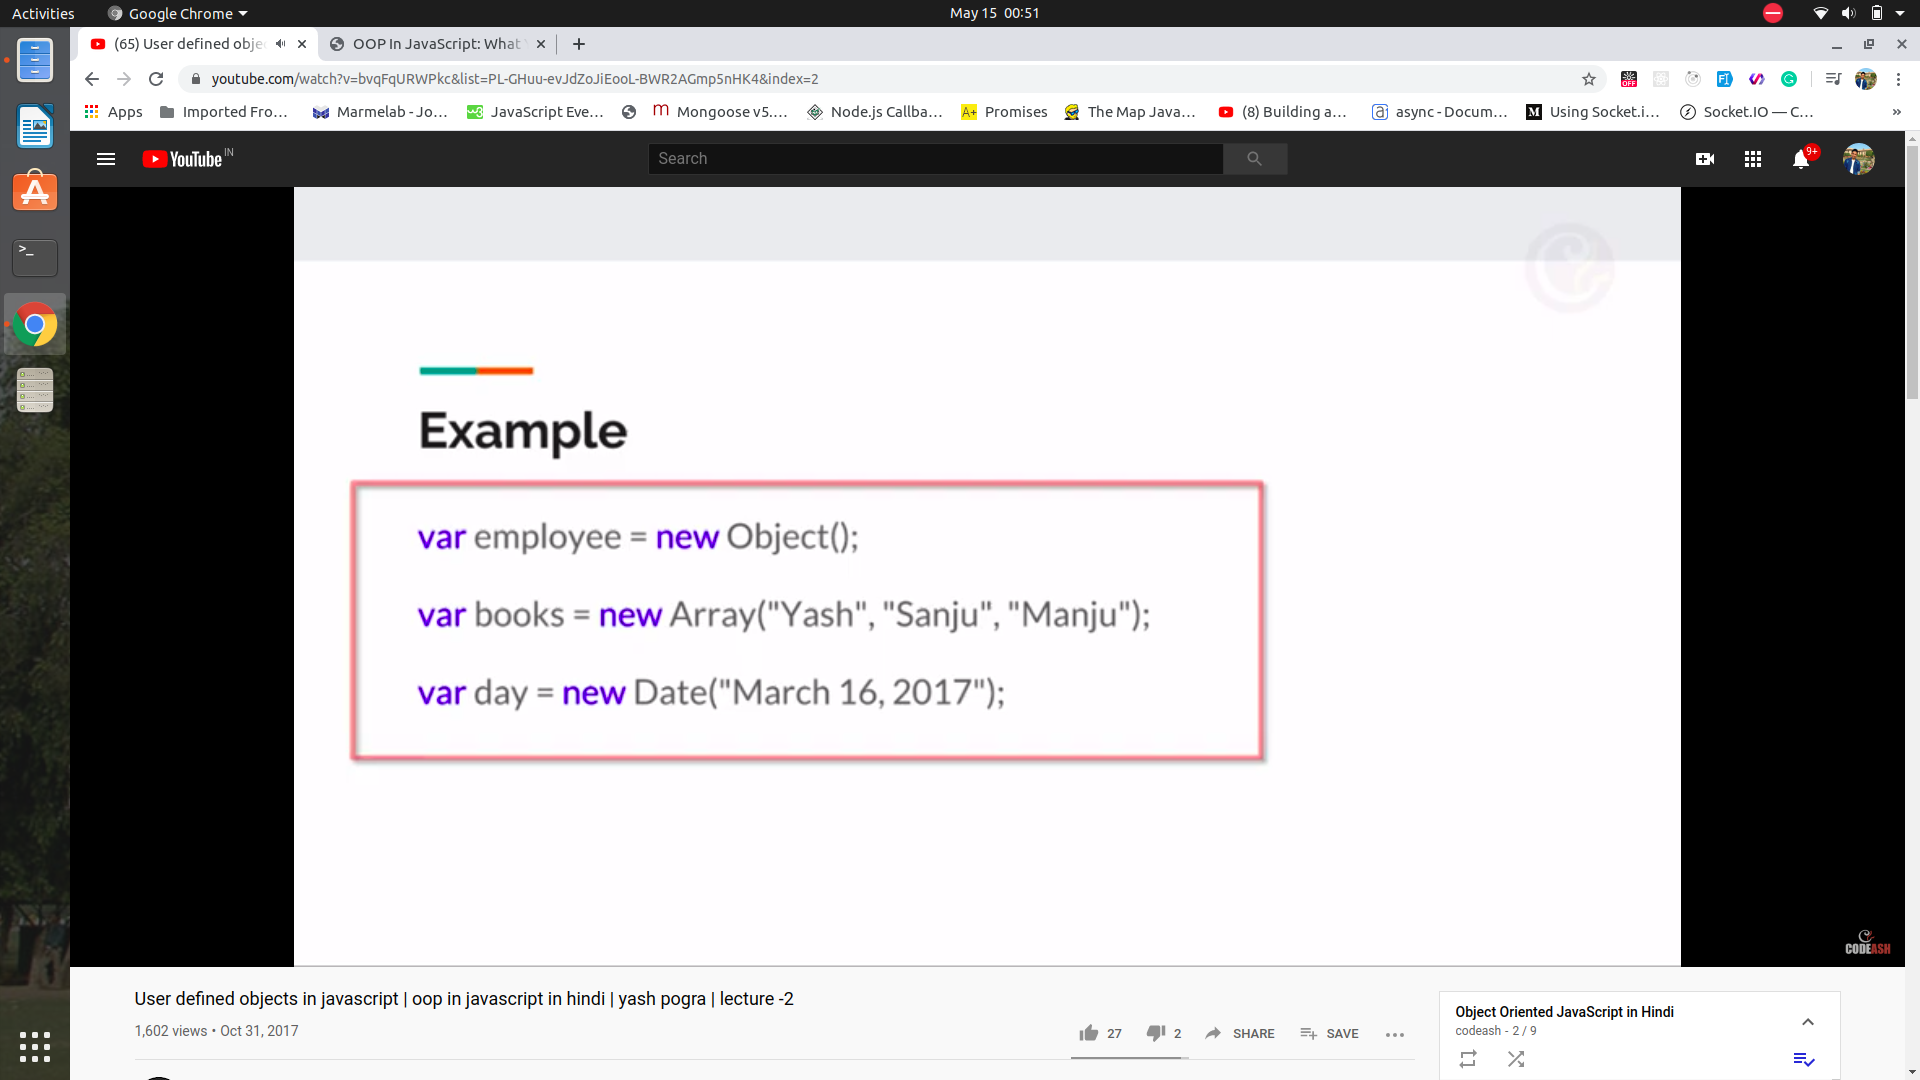 Activities
Google Chrome
May 15 00:51
(65) User defined obje
OOP In JavaScript: What
youtube.com/watch?v=bvqFqURWPkc&list=PL-GHuu-evJdZoJiEooL-BWR2AGmp5nHK4&index=2
Apps
Imported Fro...
Marmelab - Jo...
JavaScript Eve...
Mongoose v5....
Node.js Callba...
A+ Promises
The Map Java...
(8) Building a...
async - Docum...
Using Socket.i...
Socket.IO — C...
»
YouTube IN
Search
9+
Example
var employee = new Object();
var books = new Array("Yash", "Sanju", "Manju");
var day = new Date("March 16, 2017");
CODEASH
User defined objects in javascript | oop in javascript in hindi | yash pogra | lecture -2
1,602 views • Oct 31, 2017
27
2
SHARE
SAVE
Object Oriented JavaScript in Hindi
codeash - 2 / 9